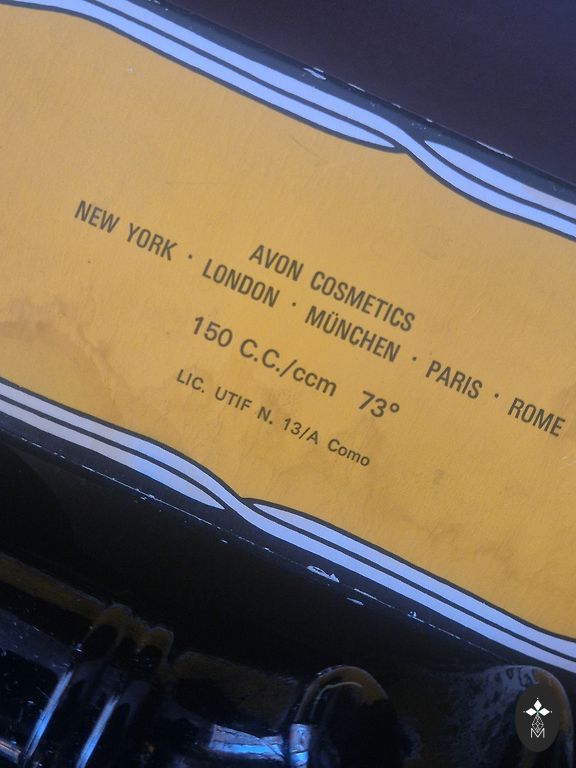 AVON COSMETICS
NEW YORK · LONDON · MÜNCHEN · PARIS · ROME
150 C.C./ccm 73°
LIC. UTIF N. 13/A Como
M